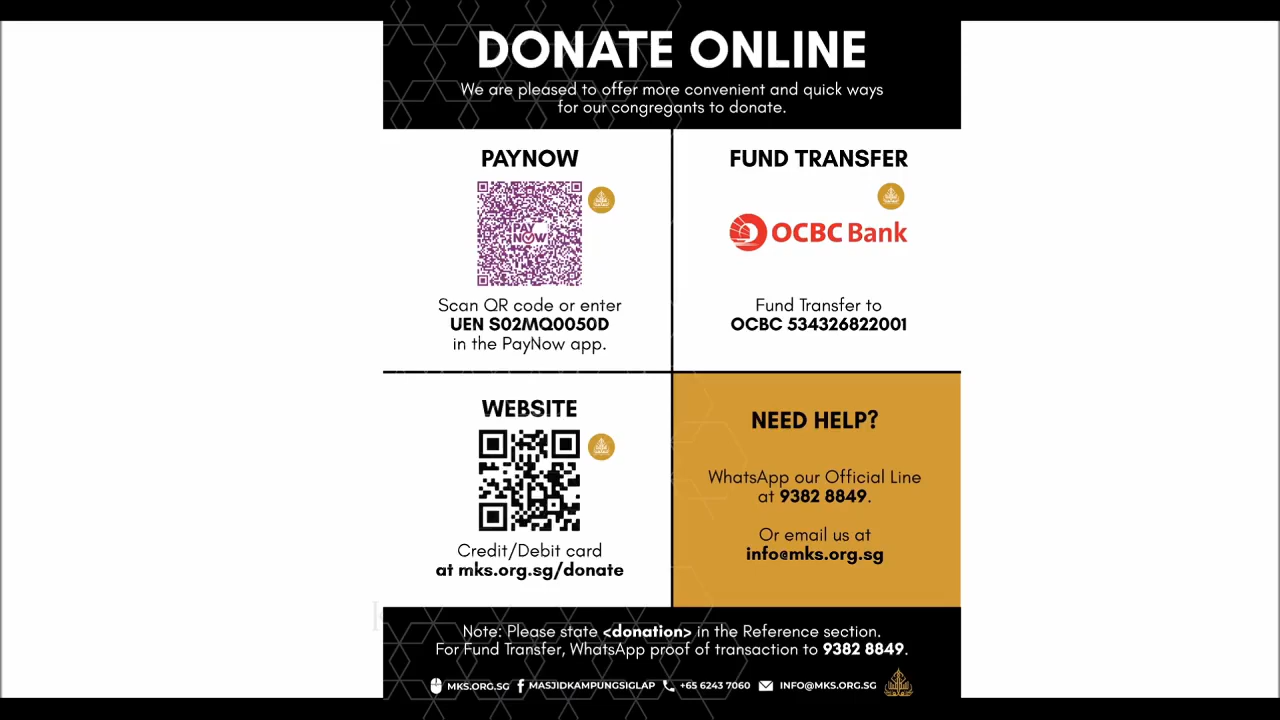 DONATE ONLINE
We are pleased to offer more convenient and quick ways
for our congregants to donate.
PAYNOW
PAY
NOW
Scan QR code or enter
UEN S02MQ0050D
in the PayNow app.
FUND TRANSFER
OCBC Bank
Fund Transfer to
OCBC 534326822001
WEBSITE
Credit/Debit card
at mks.org.sg/donate
NEED HELP?
WhatsApp our Official Line
at 9382 8849.
Or email us at
info@mks.org.sg
Note: Please state <donation> in the Reference section.
For Fund Transfer, WhatsApp proof of transaction to 9382 8849.
MKS.ORG.SG MASJIDKAMPUNGSIGLAP +65 6243 7060 INFO@MKS.ORG.SG